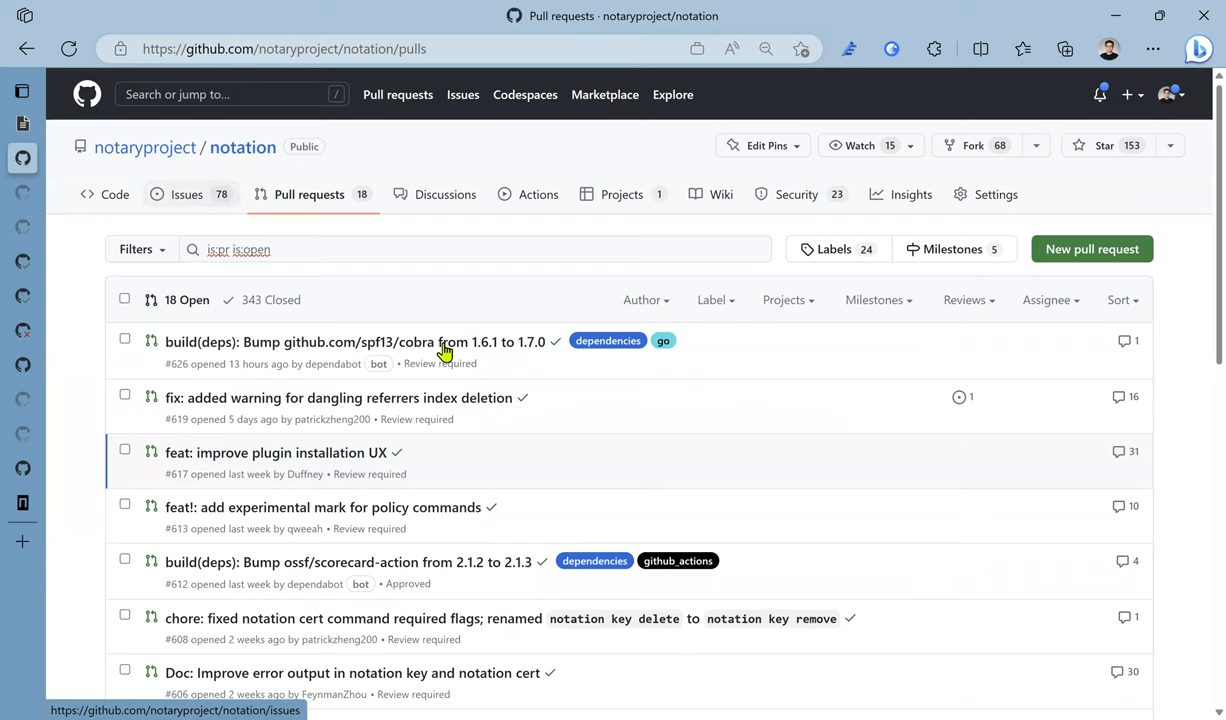 Pull requests · notaryproject/notation
https://github.com/notaryproject/notation/pulls
Search or jump to... /
Pull requests Issues Codespaces Marketplace Explore
notaryproject / notation Public
Edit Pins Watch 15 Fork 68 Star 153
Code Issues 78 Pull requests 18 Discussions Actions Projects 1 Wiki Security 23 Insights Settings
Filters is:pr is:open Labels 24 Milestones 5 New pull request
18 Open 343 Closed Author Label Projects Milestones Reviews Assignee Sort
build(deps): Bump github.com/spf13/cobra from 1.6.1 to 1.7.0 dependencies go 1
#626 opened 13 hours ago by dependabot bot • Review required
fix: added warning for dangling referrers index deletion 1 16
#619 opened 5 days ago by patrickzheng200 • Review required
feat: improve plugin installation UX 31
#617 opened last week by Duffney • Review required
feat!: add experimental mark for policy commands 10
#613 opened last week by qweeah • Review required
build(deps): Bump ossf/scorecard-action from 2.1.2 to 2.1.3 dependencies github_actions 4
#612 opened last week by dependabot bot • Approved
chore: fixed notation cert command required flags; renamed notation key delete to notation key remove 1
#608 opened 2 weeks ago by patrickzheng200 • Review required
Doc: Improve error output in notation key and notation cert 30
#606 opened 2 weeks ago by FeynmanZhou • Review required
https://github.com/notaryproject/notation/issues